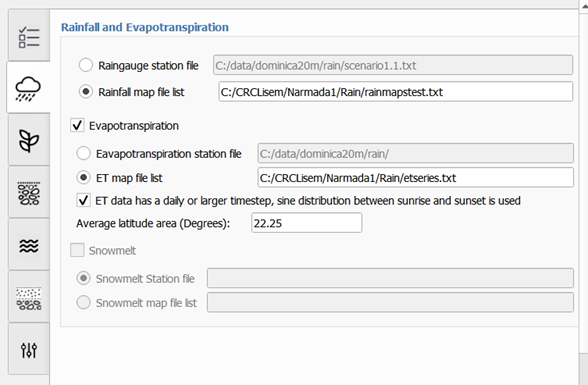 Rainfall and Evapotranspiration
Raingauge station file C:/data/dominica20m/rain/scenario1.1.txt
Rainfall map file list C:/CRCLisem/Narmada1/Rain/rainmapstest.txt
Evapotranspiration
Eavapotranspiration station file C:/data/dominica20m/rain/
ET map file list C:/CRCLisem/Narmada1/Rain/etseries.txt
ET data has a daily or larger timestep, sine distribution between sunrise and sunset is used
Average latitude area (Degrees): 22.25
Snowmelt
Snowmelt Station file
Snowmelt map file list